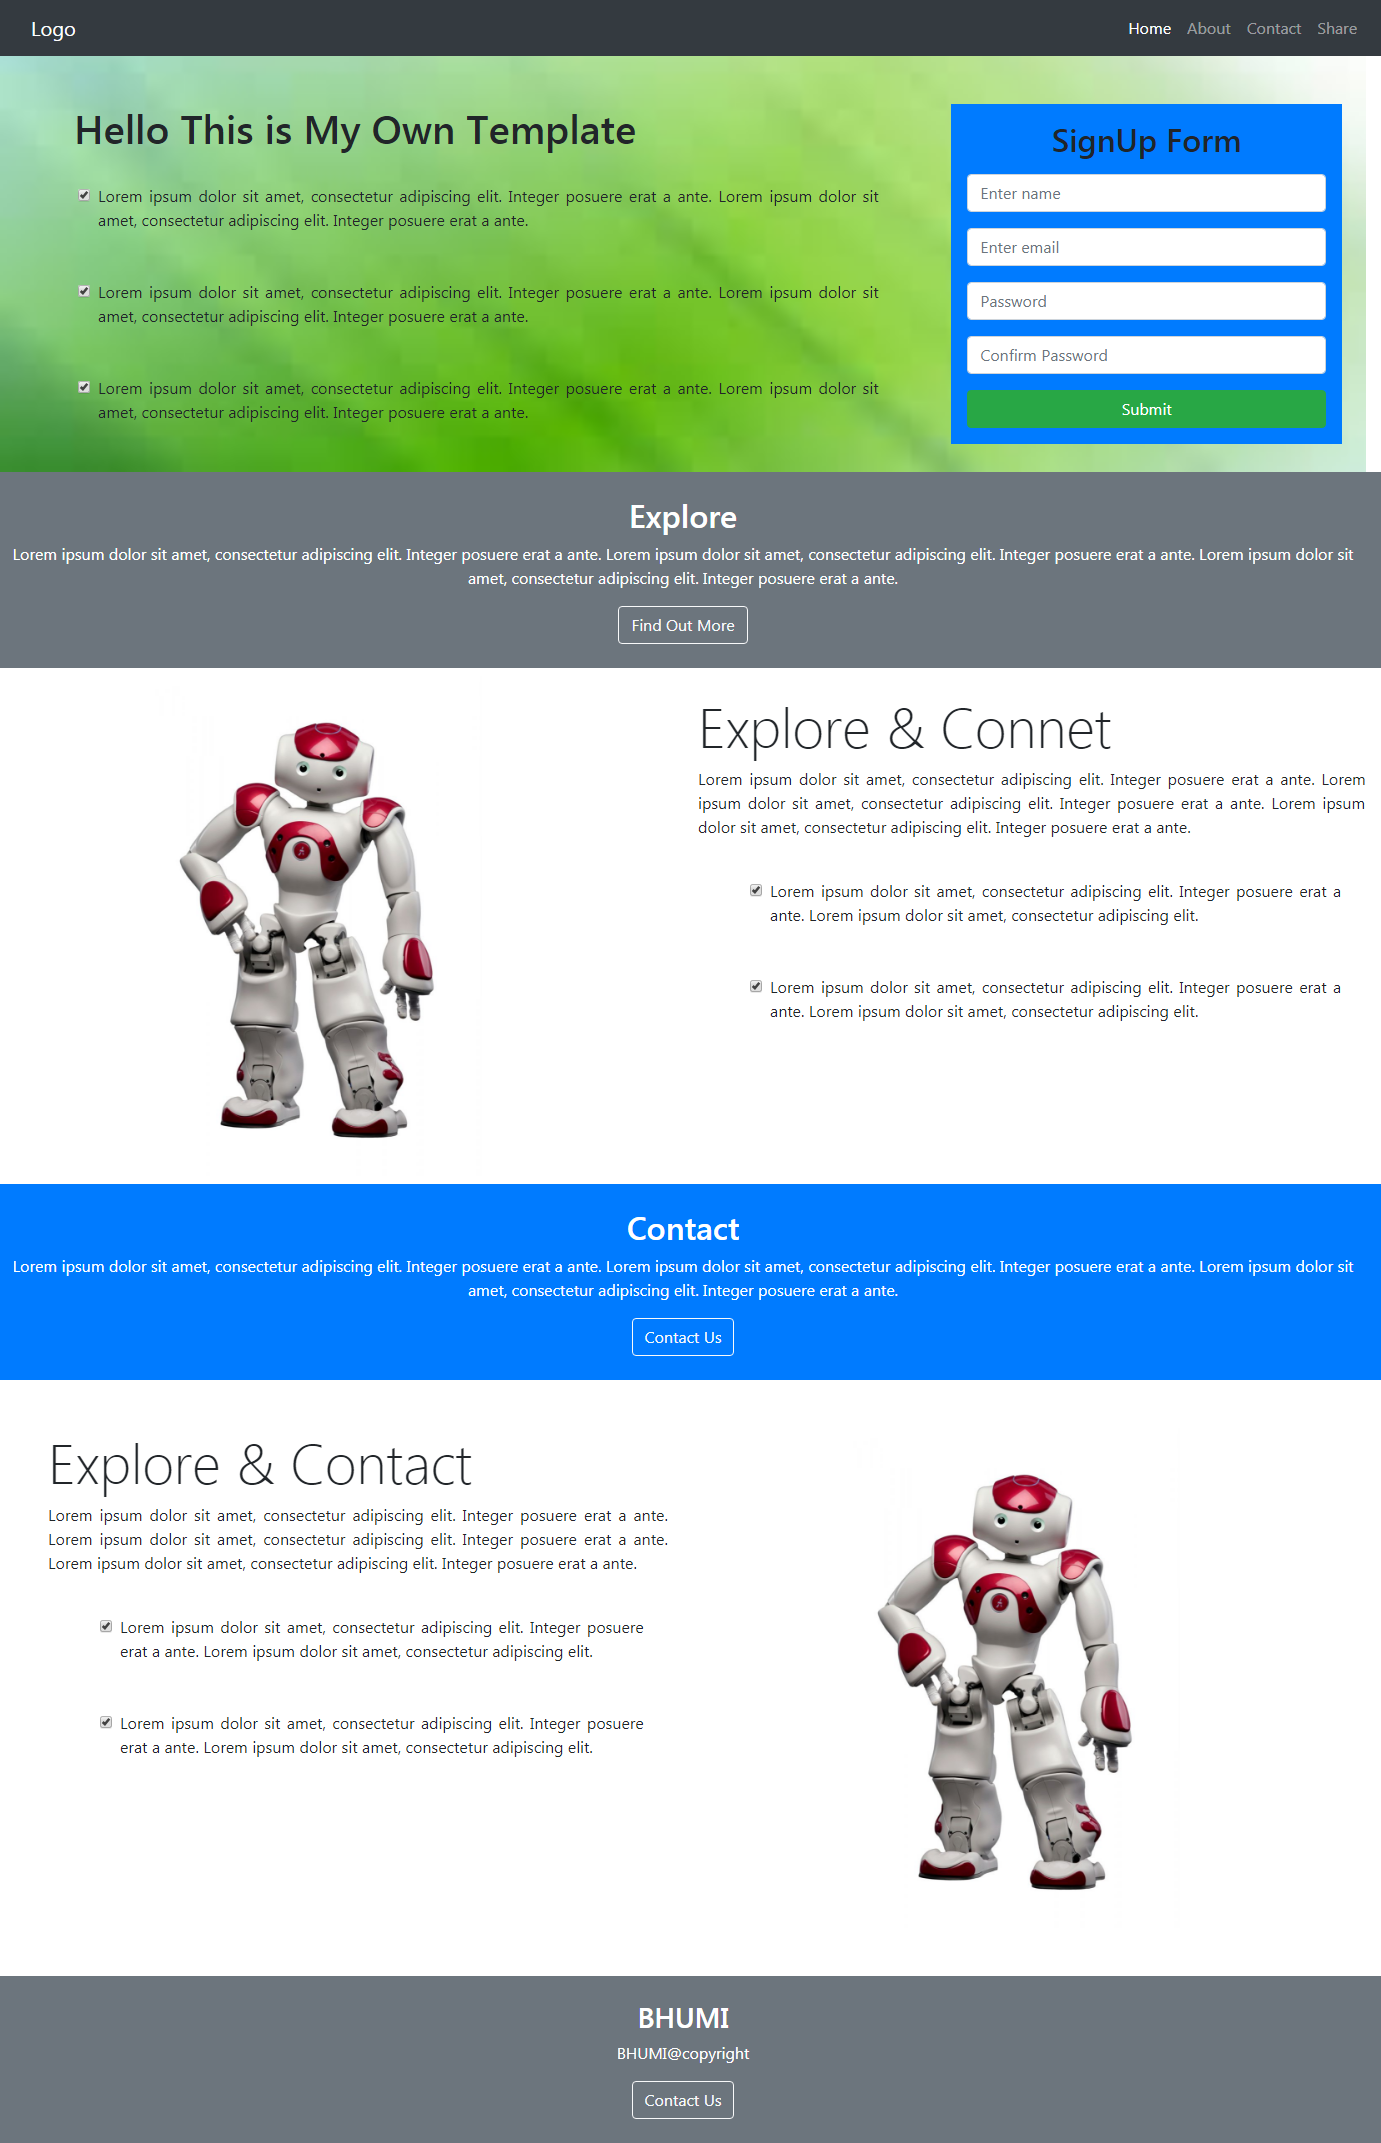 Logo
Home About Contact Share
Hello This is My Own Template
Lorem ipsum dolor sit amet, consectetur adipiscing elit. Integer posuere erat a ante. Lorem ipsum dolor sit
amet, consectetur adipiscing elit. Integer posuere erat a ante.
Lorem ipsum dolor sit amet, consectetur adipiscing elit. Integer posuere erat a ante. Lorem ipsum dolor sit
amet, consectetur adipiscing elit. Integer posuere erat a ante.
Lorem ipsum dolor sit amet, consectetur adipiscing elit. Integer posuere erat a ante. Lorem ipsum dolor sit
amet, consectetur adipiscing elit. Integer posuere erat a ante.
SignUp Form
Enter name
Enter email
Password
Confirm Password
Submit
Explore
Lorem ipsum dolor sit amet, consectetur adipiscing elit. Integer posuere erat a ante. Lorem ipsum dolor sit amet, consectetur adipiscing elit. Integer posuere erat a ante. Lorem ipsum dolor sit
amet, consectetur adipiscing elit. Integer posuere erat a ante.
Find Out More
Explore & Connet
Lorem ipsum dolor sit amet, consectetur adipiscing elit. Integer posuere erat a ante. Lorem
ipsum dolor sit amet, consectetur adipiscing elit. Integer posuere erat a ante. Lorem ipsum
dolor sit amet, consectetur adipiscing elit. Integer posuere erat a ante.
Lorem ipsum dolor sit amet, consectetur adipiscing elit. Integer posuere erat a
ante. Lorem ipsum dolor sit amet, consectetur adipiscing elit.
Lorem ipsum dolor sit amet, consectetur adipiscing elit. Integer posuere erat a
ante. Lorem ipsum dolor sit amet, consectetur adipiscing elit.
Contact
Lorem ipsum dolor sit amet, consectetur adipiscing elit. Integer posuere erat a ante. Lorem ipsum dolor sit amet, consectetur adipiscing elit. Integer posuere erat a ante. Lorem ipsum dolor sit
amet, consectetur adipiscing elit. Integer posuere erat a ante.
Contact Us
Explore & Contact
Lorem ipsum dolor sit amet, consectetur adipiscing elit. Integer posuere erat a ante.
Lorem ipsum dolor sit amet, consectetur adipiscing elit. Integer posuere erat a ante.
Lorem ipsum dolor sit amet, consectetur adipiscing elit. Integer posuere erat a ante.
Lorem ipsum dolor sit amet, consectetur adipiscing elit. Integer posuere
erat a ante. Lorem ipsum dolor sit amet, consectetur adipiscing elit.
Lorem ipsum dolor sit amet, consectetur adipiscing elit. Integer posuere
erat a ante. Lorem ipsum dolor sit amet, consectetur adipiscing elit.
BHUMI
BHUMI@copyright
Contact Us